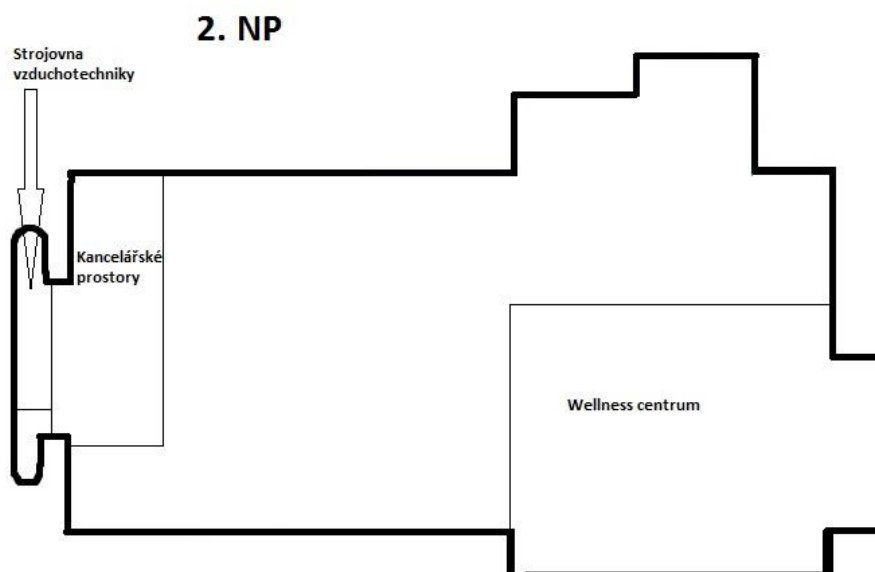 2. NP
Strojovna
vzduchotechniky
Kancelářské
prostory
Wellness centrum